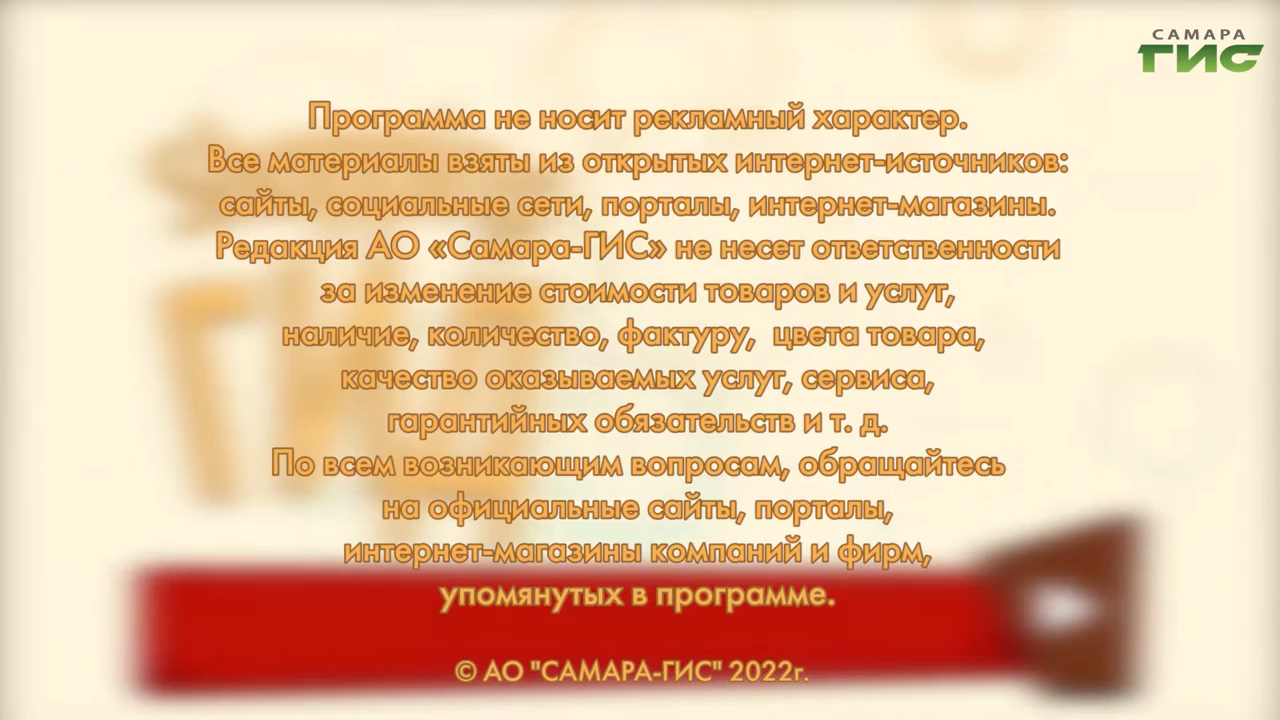 САМАРА
ГИС
Программа не носит рекламный характер.
Все материалы взяты из открытых интернет-источников:
сайты, социальные сети, порталы, интернет-магазины.
Редакция АО «Самара-ГИС» не несет ответственности
за изменение стоимости товаров и услуг,
наличие, количество, фактуру, цвета товара,
качество оказываемых услуг, сервиса,
гарантийных обязательств и т. д.
По всем возникающим вопросам, обращайтесь
на официальные сайты, порталы,
интернет-магазины компаний и фирм,
упомянутых в программе.
© АО "САМАРА-ГИС" 2022г.